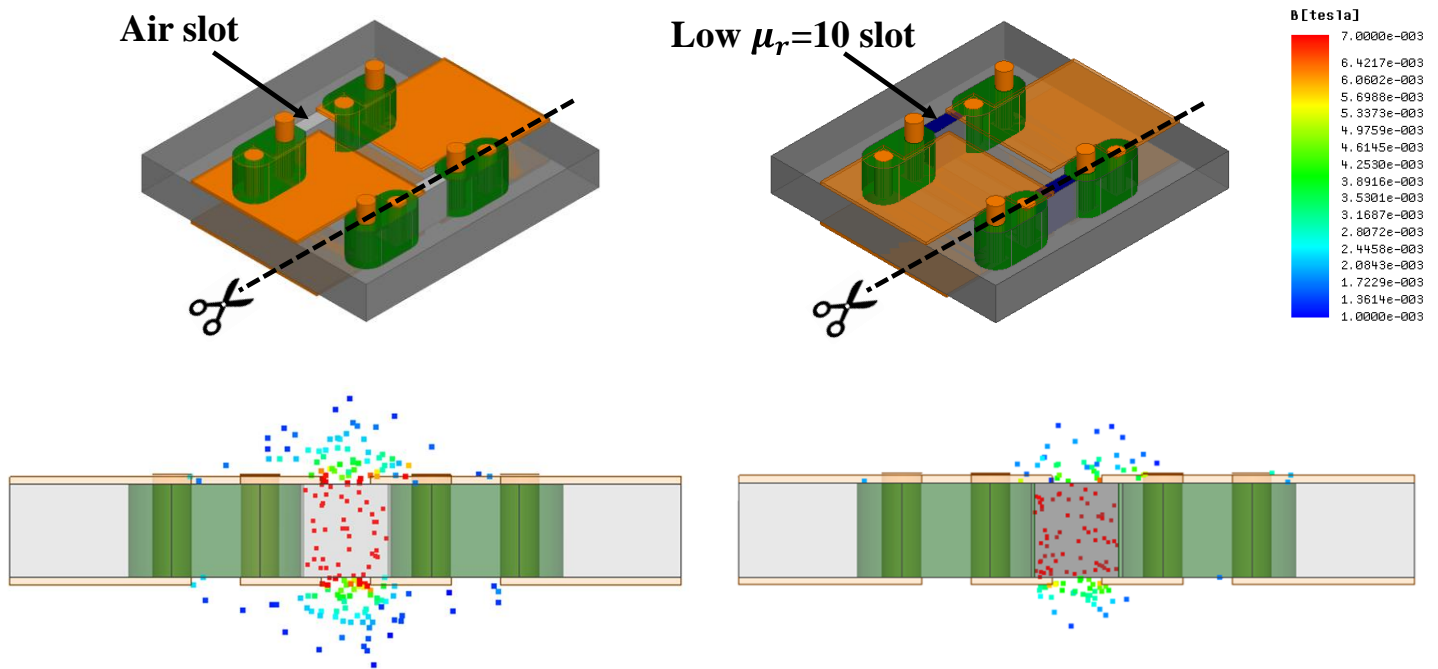 Air slot
Low μᵣ=10 slot
B[tesla]
7.0000e-003
6.4217e-003
6.0602e-003
5.6988e-003
5.3373e-003
4.9759e-003
4.6145e-003
4.2530e-003
3.8916e-003
3.5301e-003
3.1687e-003
2.8072e-003
2.4458e-003
2.0843e-003
1.7229e-003
1.3614e-003
1.0000e-003